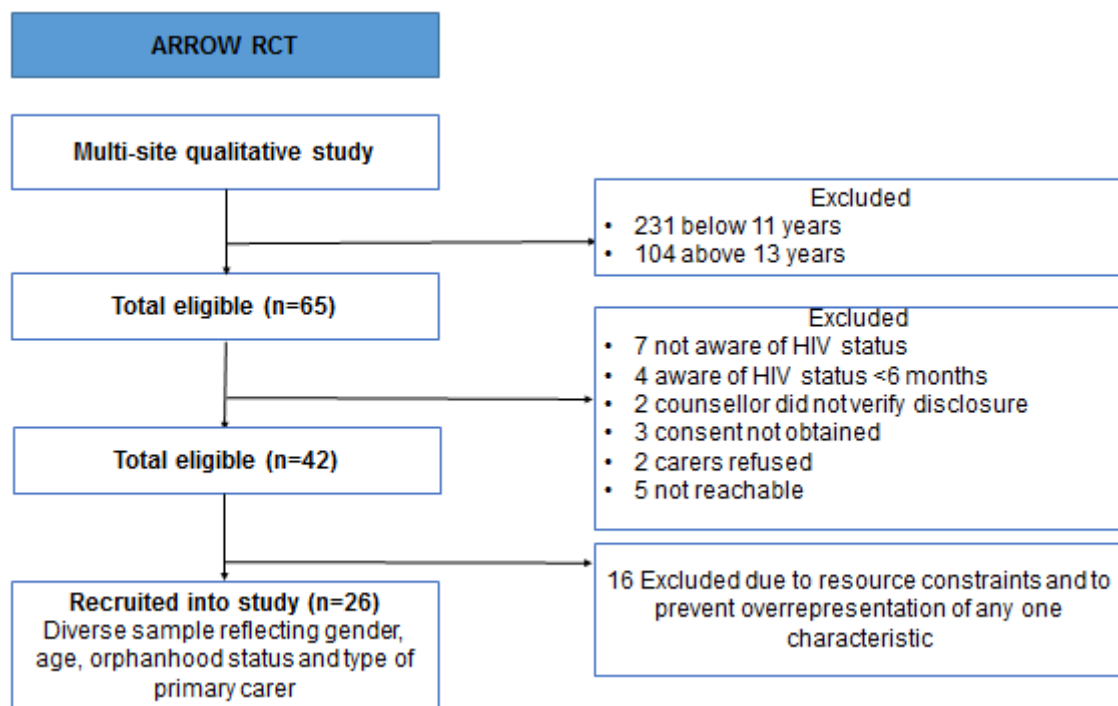 ARROW RCT
Multi-site qualitative study
Excluded
• 231 below 11 years
• 104 above 13 years
Total eligible (n=65)
Excluded
• 7 not aware of HIV status
• 4 aware of HIV status <6 months
• 2 counsellor did not verify disclosure
• 3 consent not obtained
• 2 carers refused
• 5 not reachable
Total eligible (n=42)
16 Excluded due to resource constraints and to
prevent overrepresentation of any one
characteristic
Recruited into study (n=26)
Diverse sample reflecting gender,
age, orphanhood status and type of
primary carer